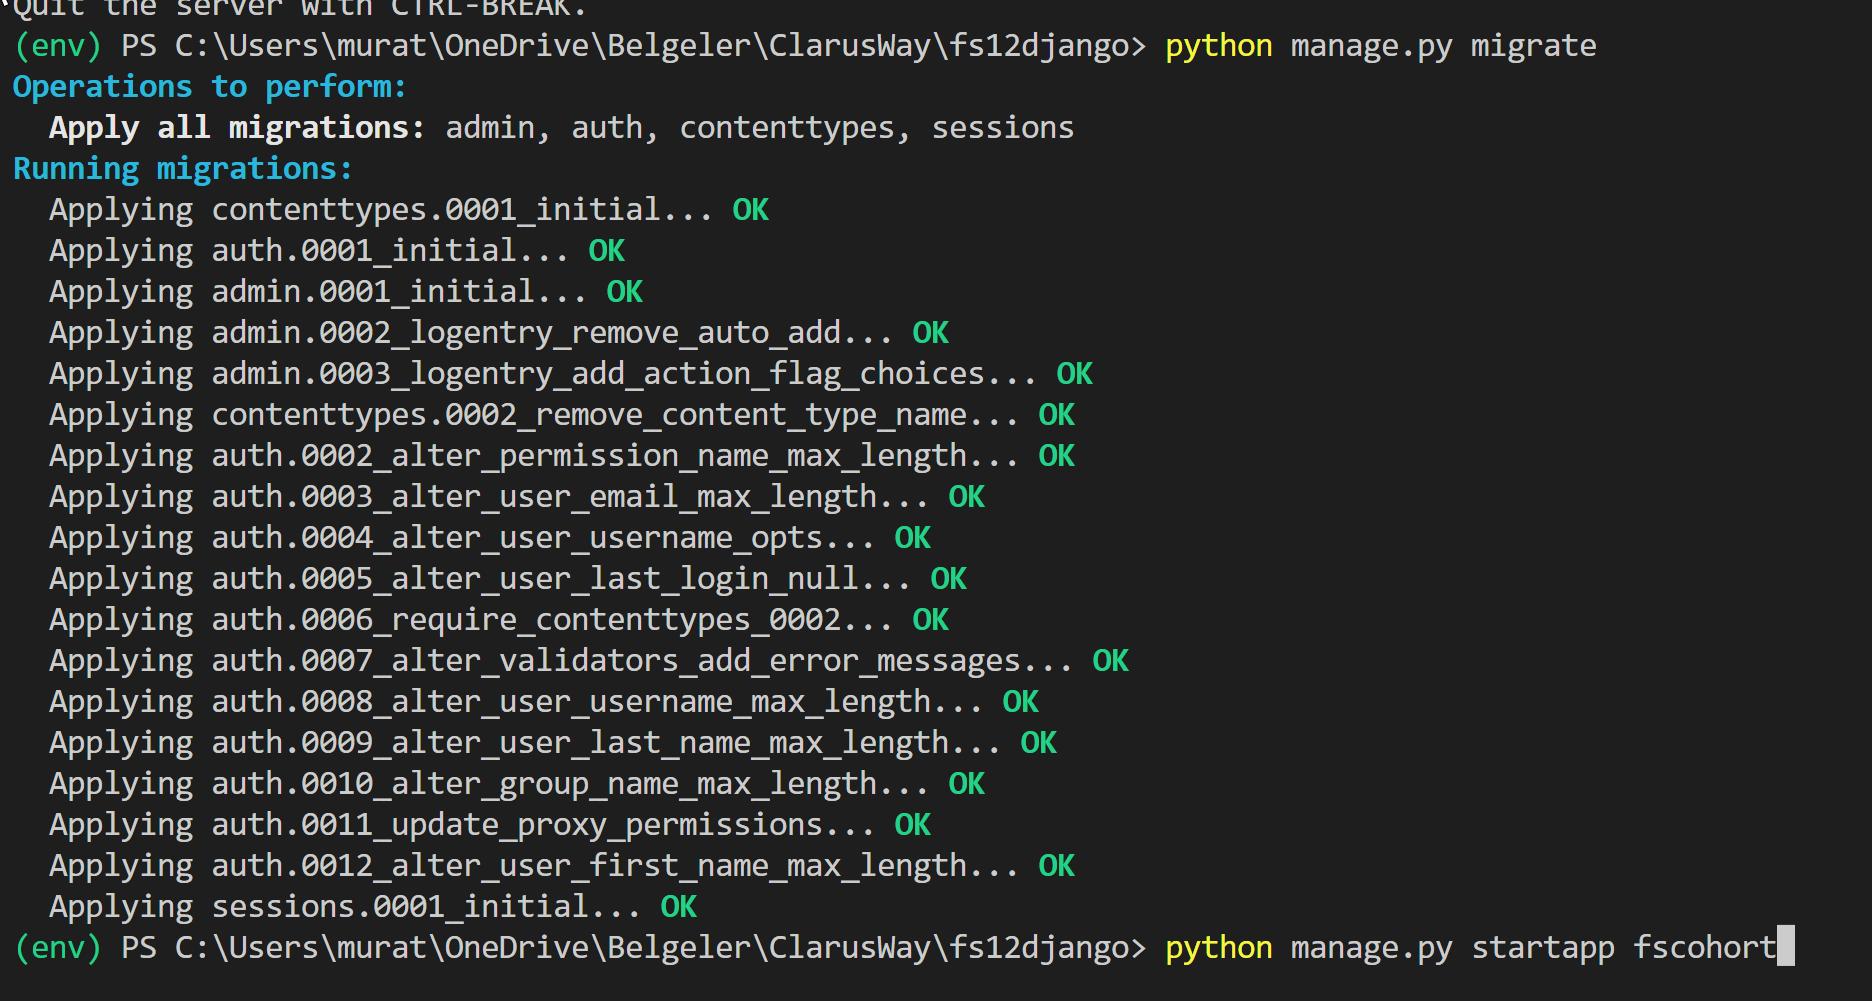 Quit the server with CTRL-BREAK.
(env) PS C:\Users\murat\OneDrive\Belgeler\ClarusWay\fs12django> python manage.py migrate
Operations to perform:
  Apply all migrations: admin, auth, contenttypes, sessions
Running migrations:
  Applying contenttypes.0001_initial... OK
  Applying auth.0001_initial... OK
  Applying admin.0001_initial... OK
  Applying admin.0002_logentry_remove_auto_add... OK
  Applying admin.0003_logentry_add_action_flag_choices... OK
  Applying contenttypes.0002_remove_content_type_name... OK
  Applying auth.0002_alter_permission_name_max_length... OK
  Applying auth.0003_alter_user_email_max_length... OK
  Applying auth.0004_alter_user_username_opts... OK
  Applying auth.0005_alter_user_last_login_null... OK
  Applying auth.0006_require_contenttypes_0002... OK
  Applying auth.0007_alter_validators_add_error_messages... OK
  Applying auth.0008_alter_user_username_max_length... OK
  Applying auth.0009_alter_user_last_name_max_length... OK
  Applying auth.0010_alter_group_name_max_length... OK
  Applying auth.0011_update_proxy_permissions... OK
  Applying auth.0012_alter_user_first_name_max_length... OK
  Applying sessions.0001_initial... OK
(env) PS C:\Users\murat\OneDrive\Belgeler\ClarusWay\fs12django> python manage.py startapp fscohort